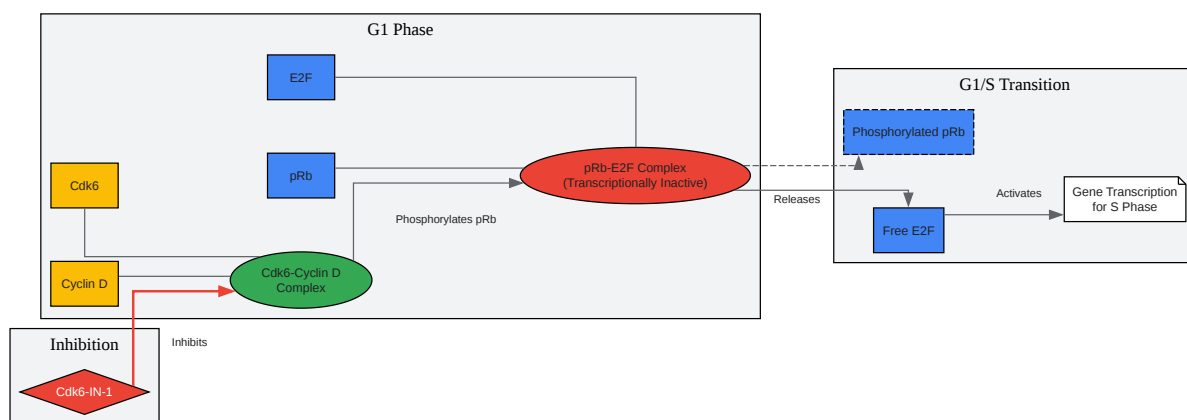 G1 Phase
E2F
G1/S Transition
Phosphorylated pRb
pRb-E2F Complex
(Transcriptionally Inactive)
pRb
Cdk6
Phosphorylates pRb
Releases
Activates
Gene Transcription
for S Phase
Free E2F
Cdk6-Cyclin D
Complex
Cyclin D
Inhibition
Inhibits
Cdk6-IN-1